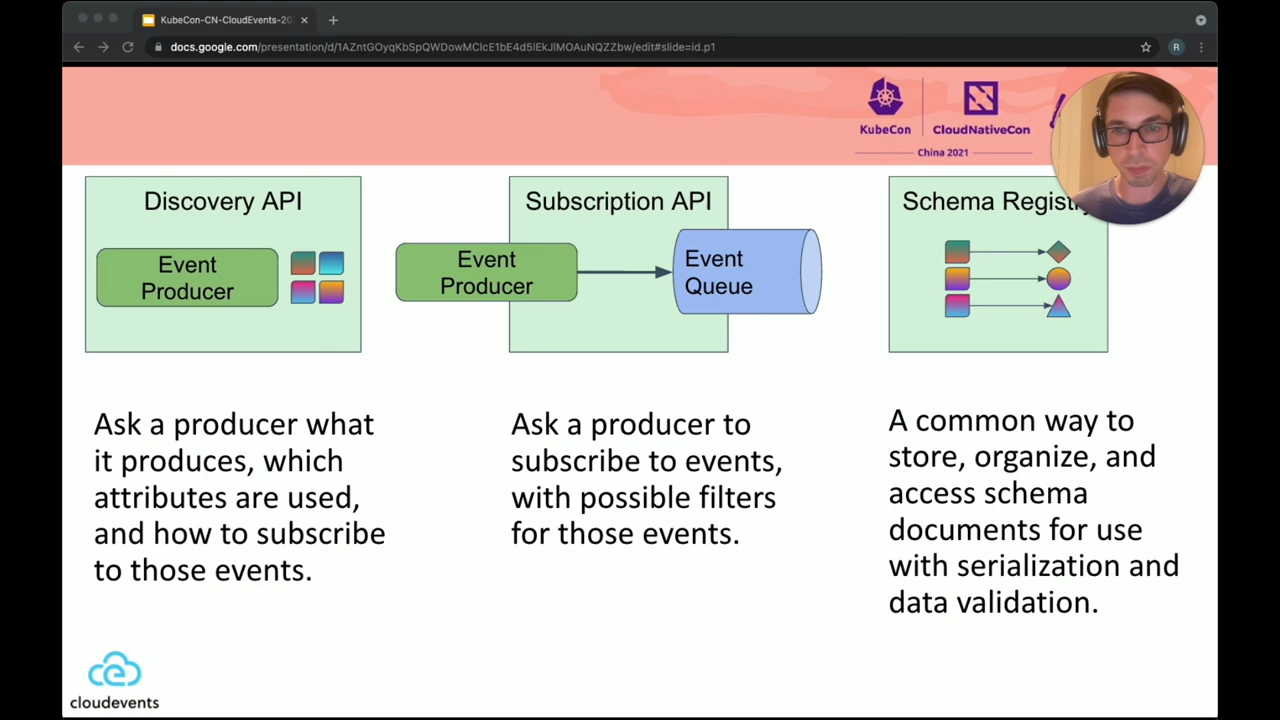 KubeCon-CN-CloudEvents-202
docs.google.com/presentation/d/1AZntGOyqKbSpQWDowMClcE1bE4d5lEkJlMOAuNQZZbw/edit#slide=id.p1
R
KubeCon
CloudNativeCon
China 2021
Discovery API
Event
Producer
Ask a producer what
it produces, which
attributes are used,
and how to subscribe
to those events.
Subscription API
Event
Producer
Event
Queue
Ask a producer to
subscribe to events,
with possible filters
for those events.
Schema Registry
A common way to
store, organize, and
access schema
documents for use
with serialization and
data validation.
cloudevents